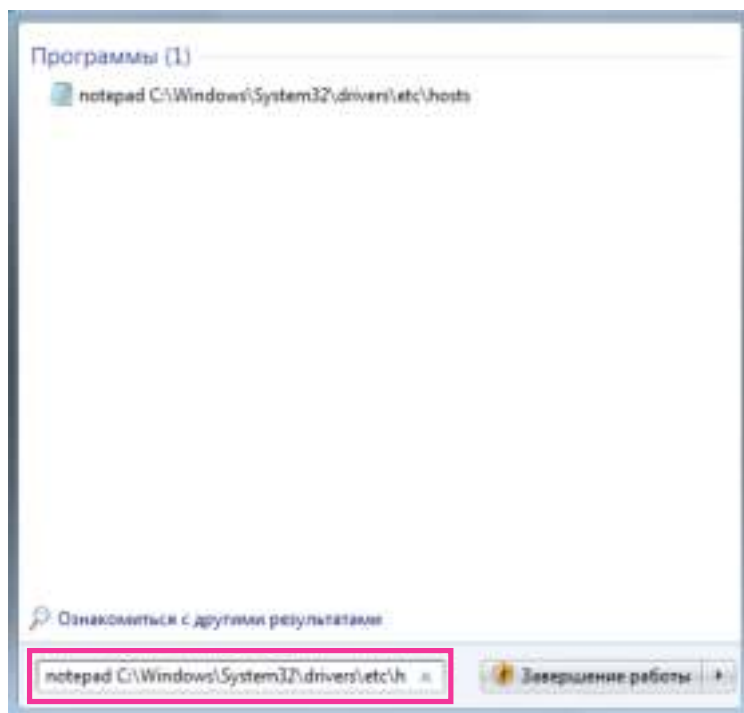 Программы (1)
notepad C:\Windows\System32\drivers\etc\hosts
Ознакомиться с другими результатами
notepad C:\Windows\System32\drivers\etc\h
Завершение работы